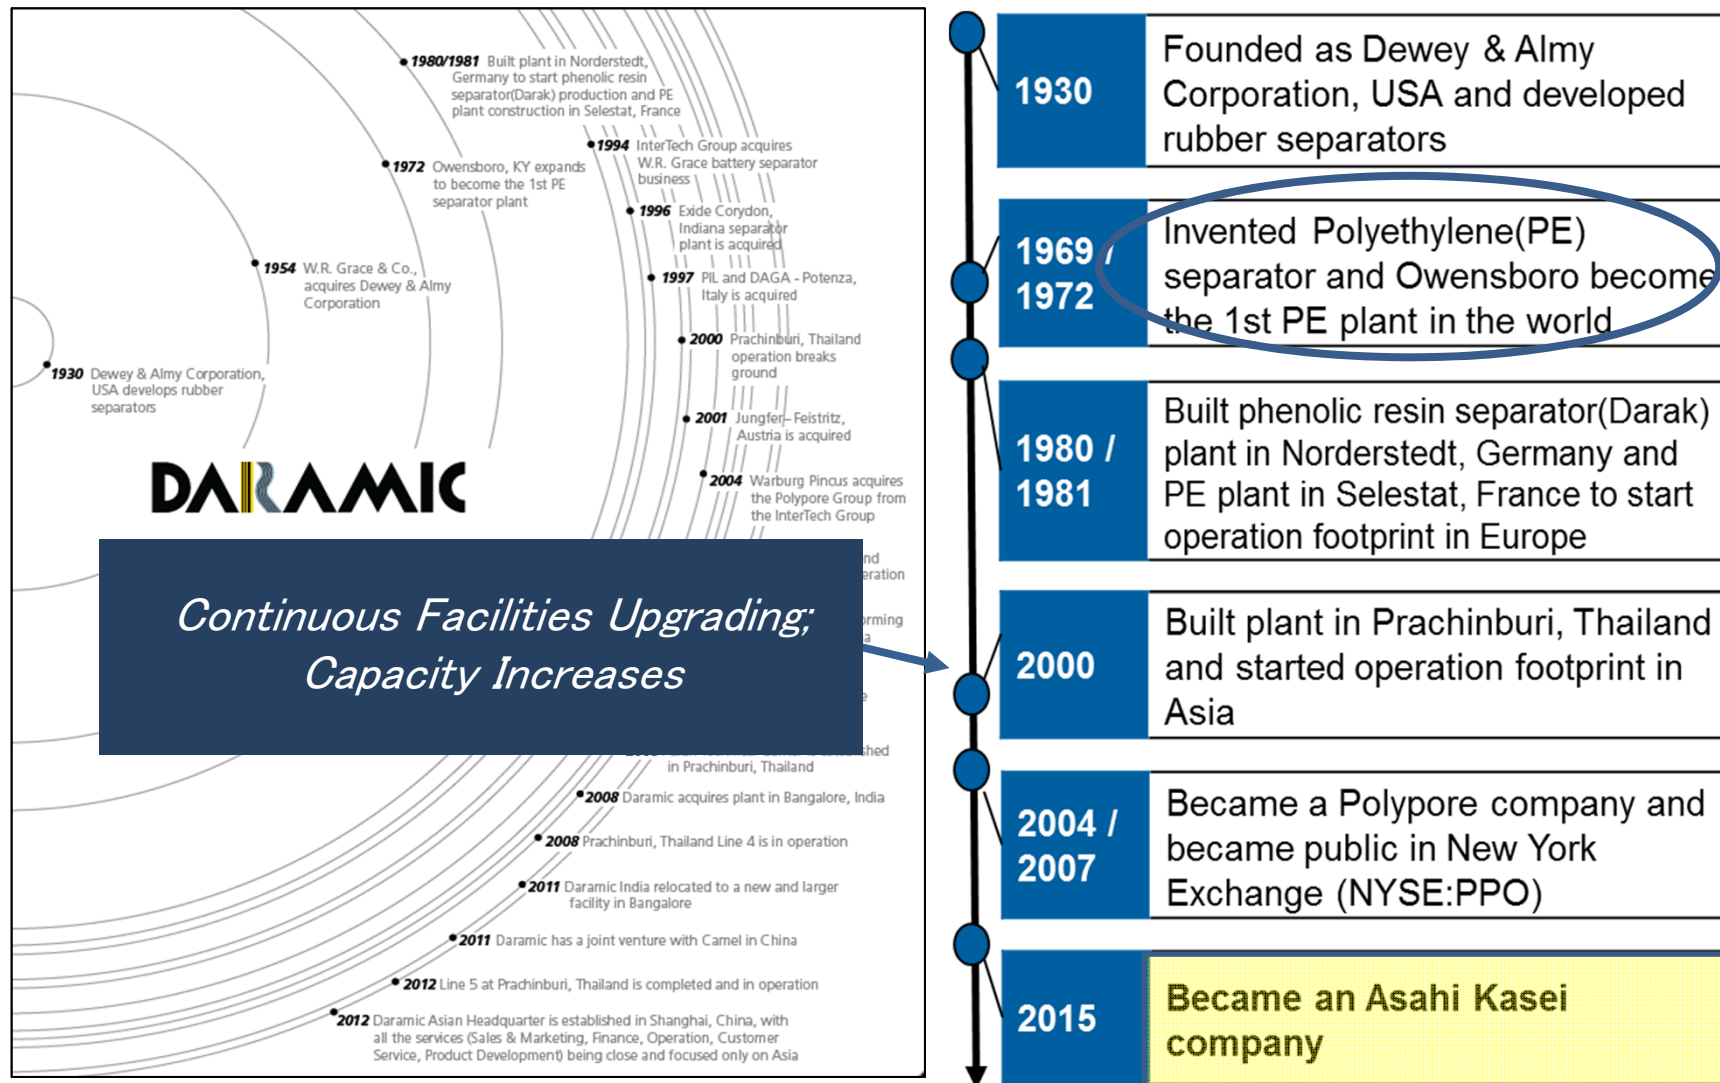 1980/1981 Built plant in Norderstedt,
Germany to start phenolic resin
separator(Darak) production and PE
plant construction in Selestat, France
1994 InterTech Group acquires
W.R. Grace battery separator
business
1972 Owensboro, KY expands
to become the 1st PE
separator plant
1996 Exide Corydon,
Indiana separator
plant is acquired
1954 W.R. Grace & Co.,
acquires Dewey & Almy
Corporation
1997 PIL and DAGA - Potenza,
Italy is acquired
2000 Prachinburi, Thailand
operation breaks
ground
1930 Dewey & Almy Corporation,
USA develops rubber
separators
2001 Jungfer–Feistritz,
Austria is acquired
DARAMIC
2004 Warburg Pincus acquires
the Polypore Group from
the InterTech Group
Continuous Facilities Upgrading;
Capacity Increases
in Prachinburi, Thailand
2008 Daramic acquires plant in Bangalore, India
2008 Prachinburi, Thailand Line 4 is in operation
2011 Daramic India relocated to a new and larger
facility in Bangalore
2011 Daramic has a joint venture with Camel in China
2012 Line 5 at Prachinburi, Thailand is completed and in operation
2012 Daramic Asian Headquarter is established in Shanghai, China, with
all the services (Sales & Marketing, Finance, Operation, Customer
Service, Product Development) being close and focused only on Asia
1930
Founded as Dewey & Almy
Corporation, USA and developed
rubber separators
1969 /
1972
Invented Polyethylene(PE)
separator and Owensboro become
the 1st PE plant in the world
1980 /
1981
Built phenolic resin separator(Darak)
plant in Norderstedt, Germany and
PE plant in Selestat, France to start
operation footprint in Europe
2000
Built plant in Prachinburi, Thailand
and started operation footprint in
Asia
2004 /
2007
Became a Polypore company and
became public in New York
Exchange (NYSE:PPO)
2015
Became an Asahi Kasei
company